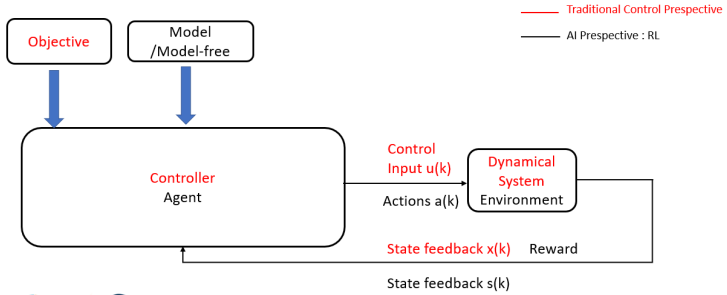 Traditional Control Prespective
AI Prespective : RL
Objective
Model
/Model-free
Controller
Agent
Control
Input u(k)
Actions a(k)
Dynamical
System
Environment
State feedback x(k) Reward
State feedback s(k)